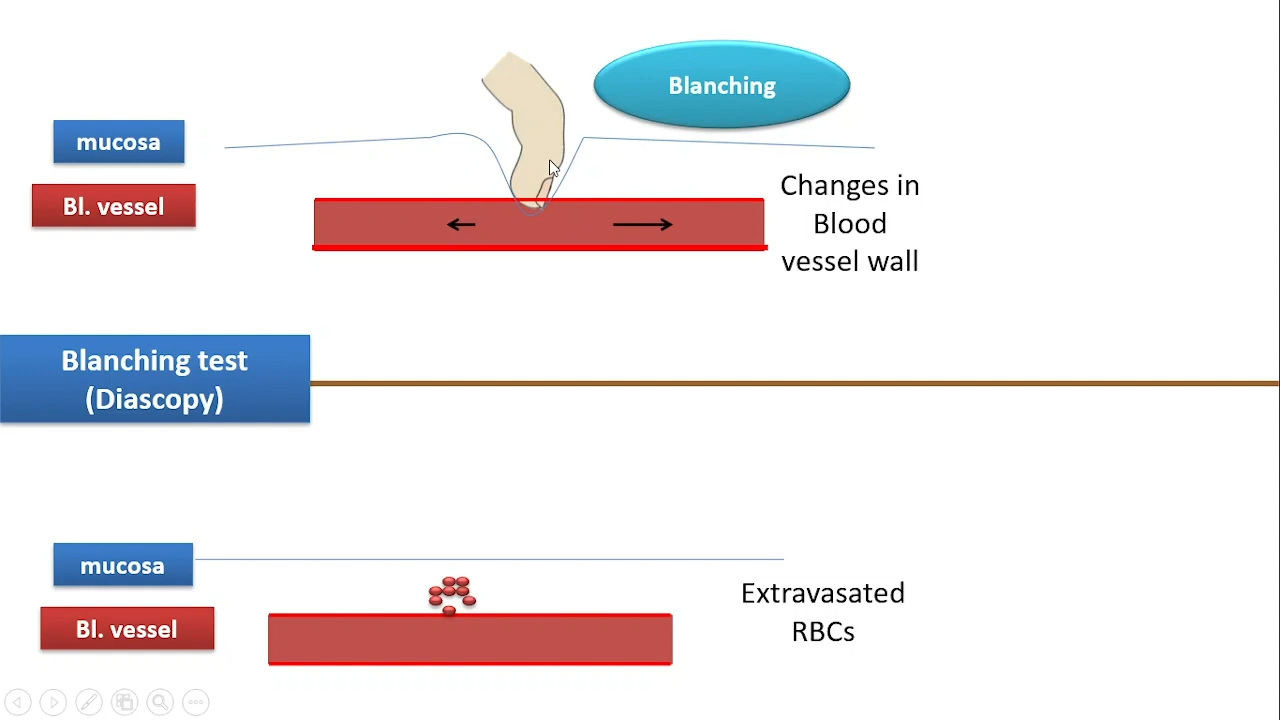 Blanching
mucosa
Bl. vessel
Changes in
Blood
vessel wall
Blanching test
(Diascopy)
mucosa
Bl. vessel
Extravasated
RBCs